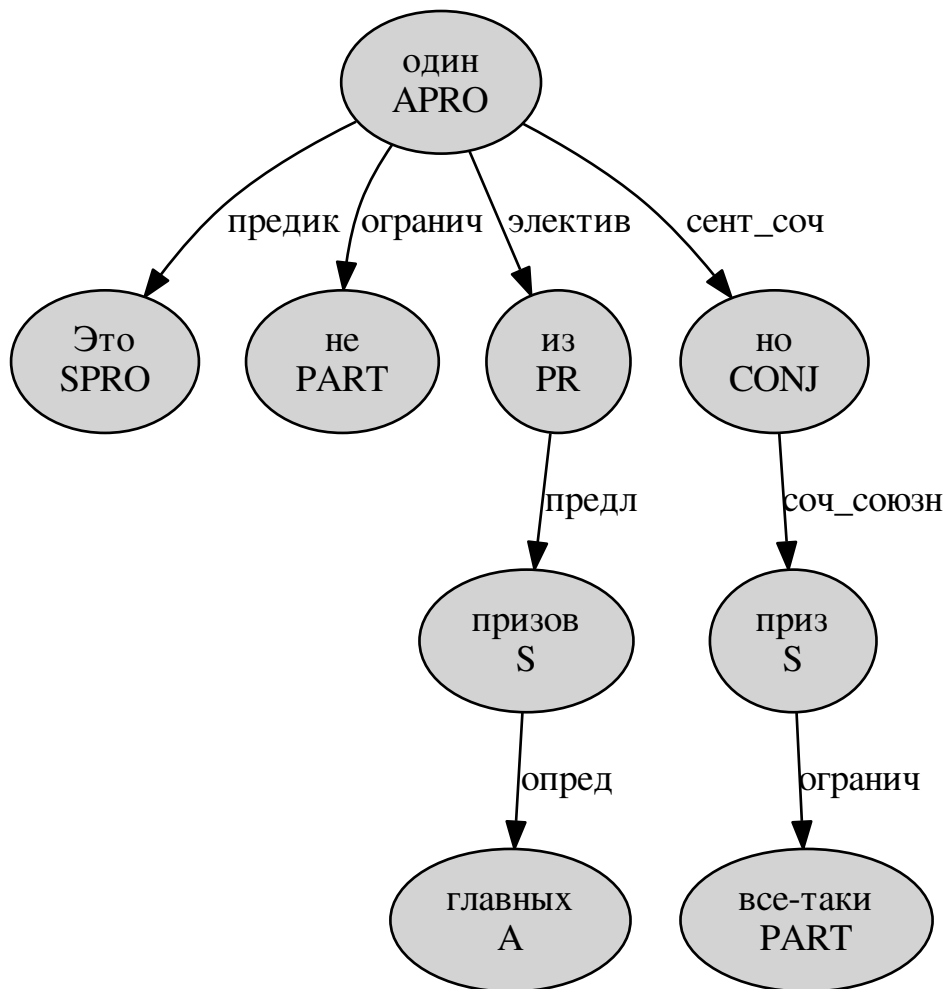 один
APRO
предик
огранич
электив
сент_соч
Это
SPRO
не
PART
из
PR
но
CONJ
предл
соч_союзн
призов
S
приз
S
опред
огранич
главных
A
все-таки
PART